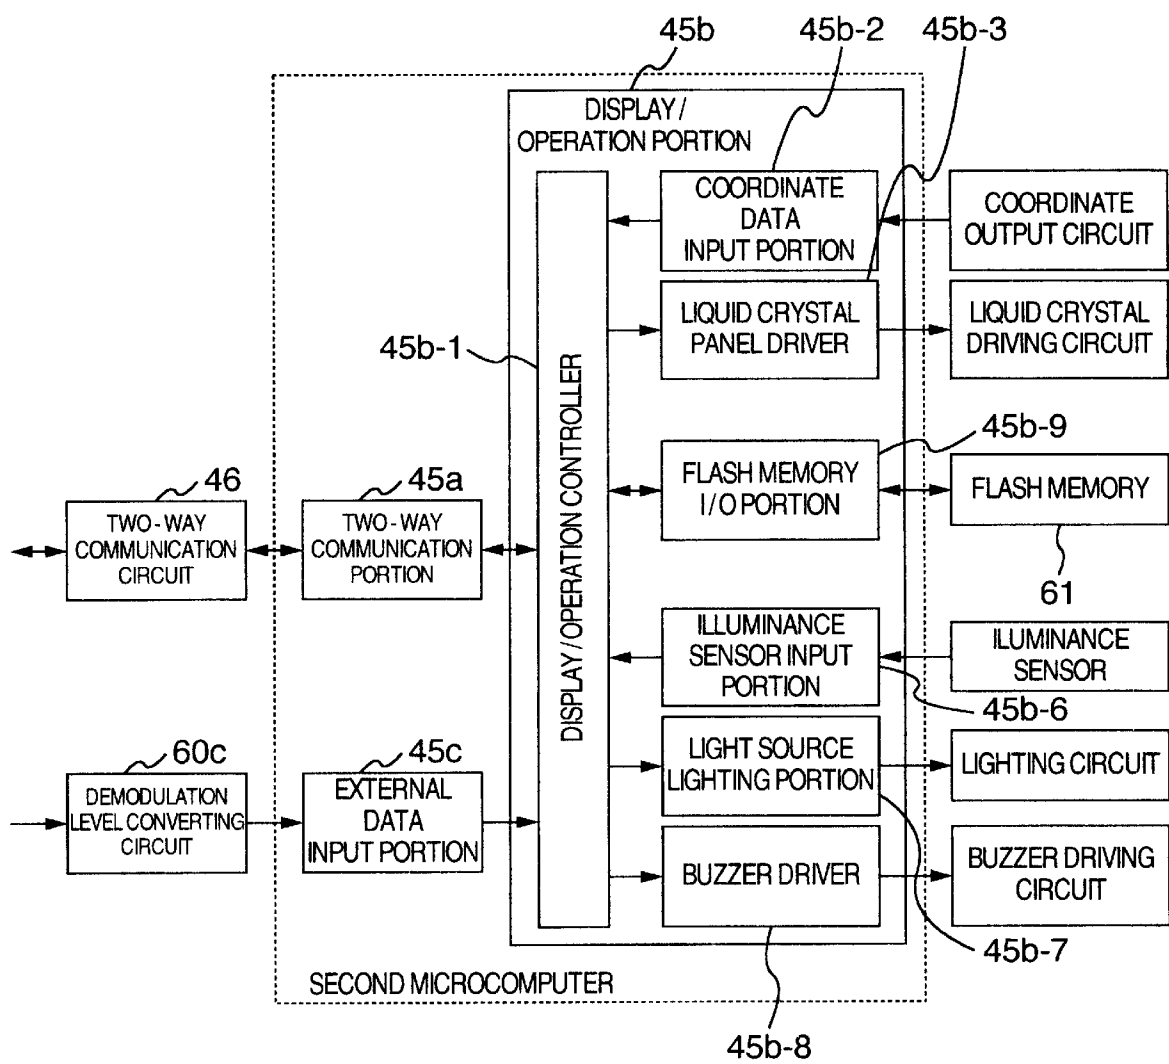 45b
45b-2
45b-3
DISPLAY /
OPERATION PORTION
COORDINATE
DATA
INPUT PORTION
COORDINATE
OUTPUT CIRCUIT
LIQUID CRYSTAL
PANEL DRIVER
LIQUID CRYSTAL
DRIVING CIRCUIT
45b-1
DISPLAY / OPERATION CONTROLLER
45b-9
FLASH MEMORY
I / O PORTION
FLASH MEMORY
61
46
TWO - WAY
COMMUNICATION
CIRCUIT
45a
TWO - WAY
COMMUNICATION
PORTION
ILLUMINANCE
SENSOR INPUT
PORTION
ILUMINANCE
SENSOR
45b-6
60c
DEMODULATION
LEVEL CONVERTING
CIRCUIT
45c
EXTERNAL
DATA
INPUT PORTION
LIGHT SOURCE
LIGHTING PORTION
LIGHTING CIRCUIT
BUZZER DRIVER
BUZZER DRIVING
CIRCUIT
45b-7
SECOND MICROCOMPUTER
45b-8